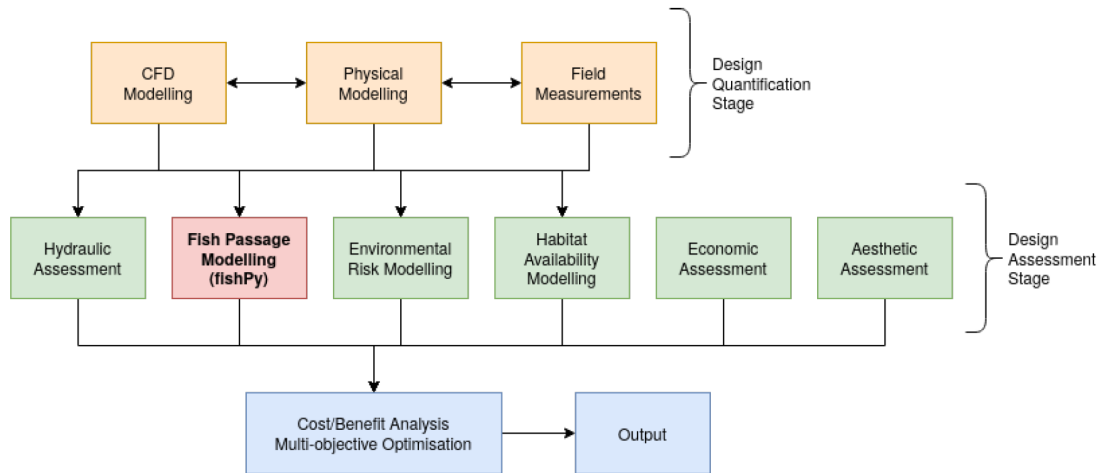 CFD
Modelling
Physical
Modelling
Field
Measurements
Design
Quantification
Stage
Hydraulic
Assessment
Fish Passage
Modelling
(fishPy)
Environmental
Risk Modelling
Habitat
Availability
Modelling
Economic
Assessment
Aesthetic
Assessment
Design
Assessment
Stage
Cost/Benefit Analysis
Multi-objective Optimisation
Output